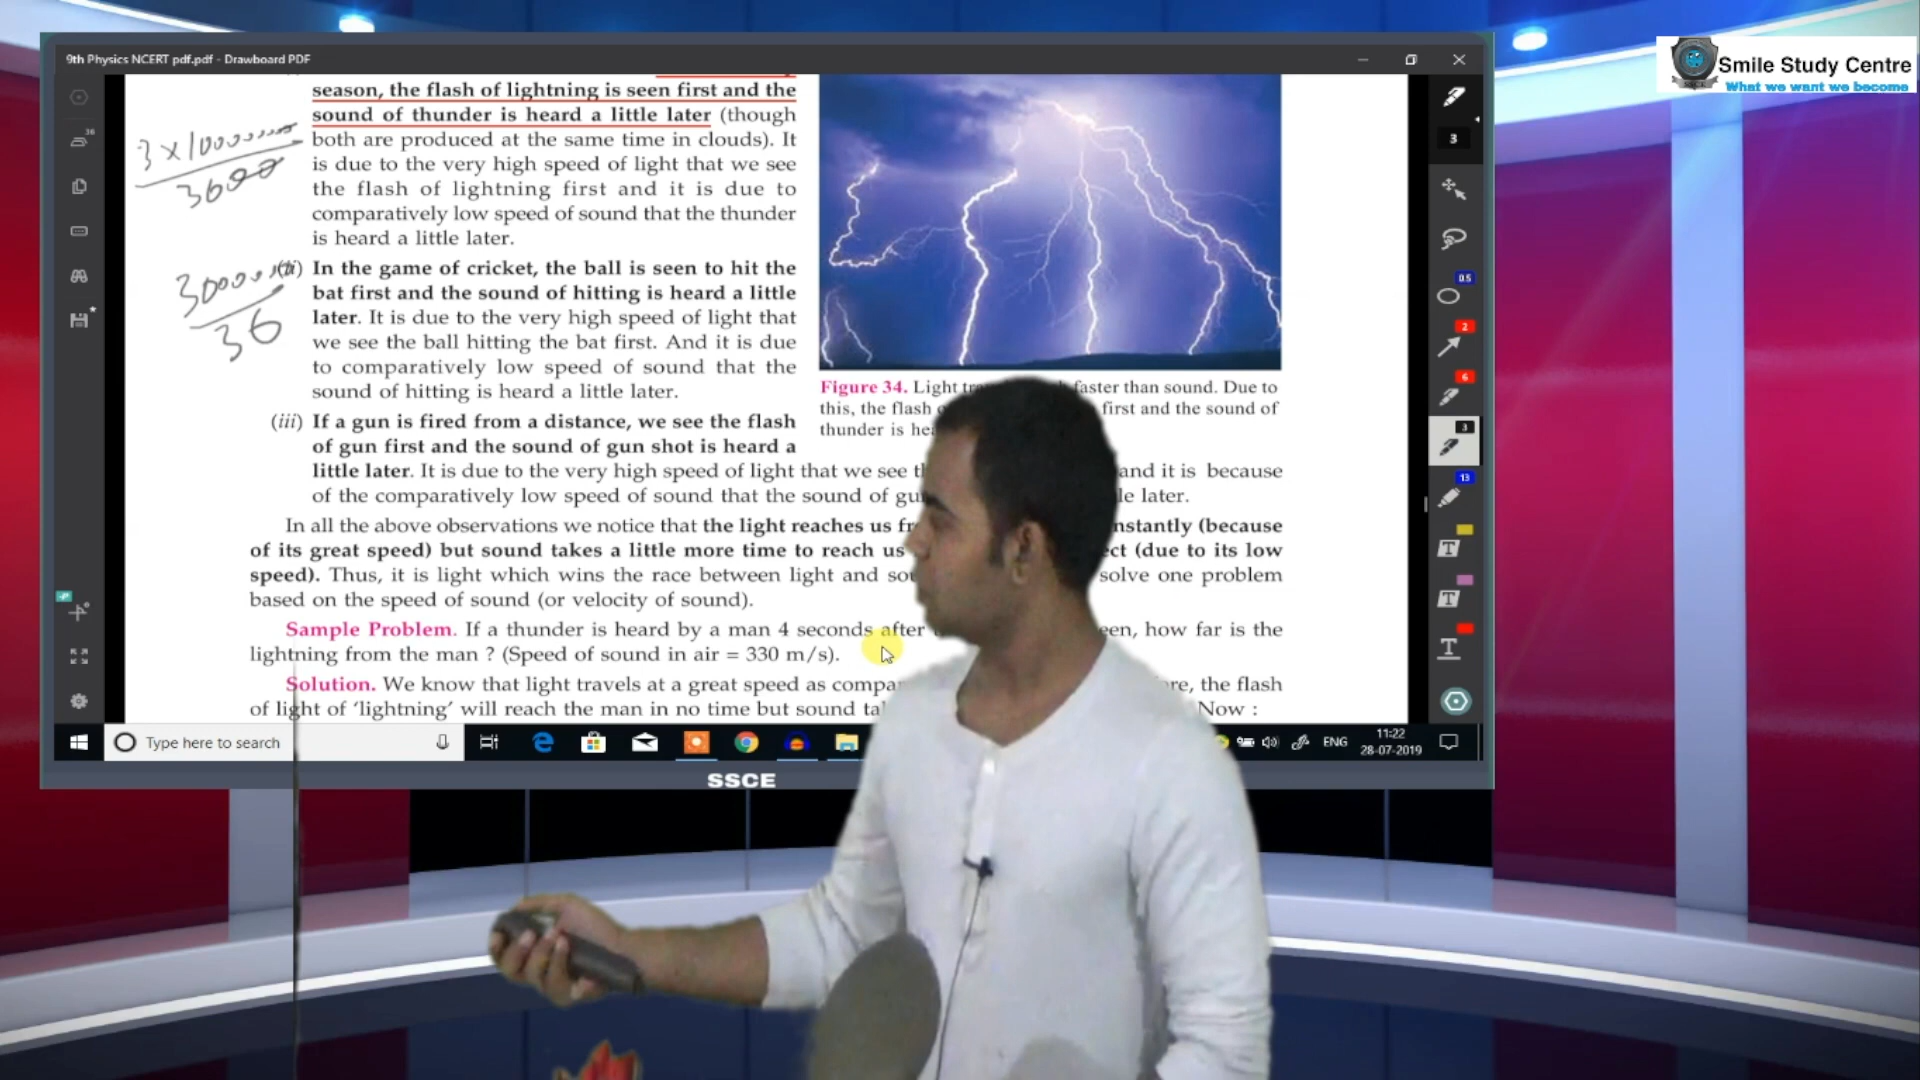 9th Physics NCERT pdf.pdf - Drawboard PDF
Smile Study Centre
What we want we become
season, the flash of lightning is seen first and the
sound of thunder is heard a little later (though
both are produced at the same time in clouds). It
is due to the very high speed of light that we see
the flash of lightning first and it is due to
comparatively low speed of sound that the thunder
is heard a little later.
3600
In the game of cricket, the ball is seen to hit the
bat first and the sound of hitting is heard a little
later. It is due to the very high speed of light that
we see the ball hitting the bat first. And it is due
to comparatively low speed of sound that the
sound of hitting is heard a little later.
36
Figure 34. Light faster than sound. Due to
this, the flash first and the sound of
thunder is
(iii) If a gun is fired from a distance, we see the flash
of gun first and the sound of gun shot is heard a
little later. It is due to the very high speed of light that we see and it is because
of the comparatively low speed of sound that the sound of later.
In all the above observations we notice that the light reaches us (because
of its great speed) but sound takes a little more time to reach us (due to its low
speed). Thus, it is light which wins the race between light and solve one problem
based on the speed of sound (or velocity of sound).
Sample Problem. If a thunder is heard by a man 4 seconds after how far is the
lightning from the man ? (Speed of sound in air = 330 m/s).
Solution. We know that light travels at a great speed as the flash
of light of 'lightning' will reach the man in no time but sound Now :
Type here to search
ENG
11:22
28-07-2019
SSCE